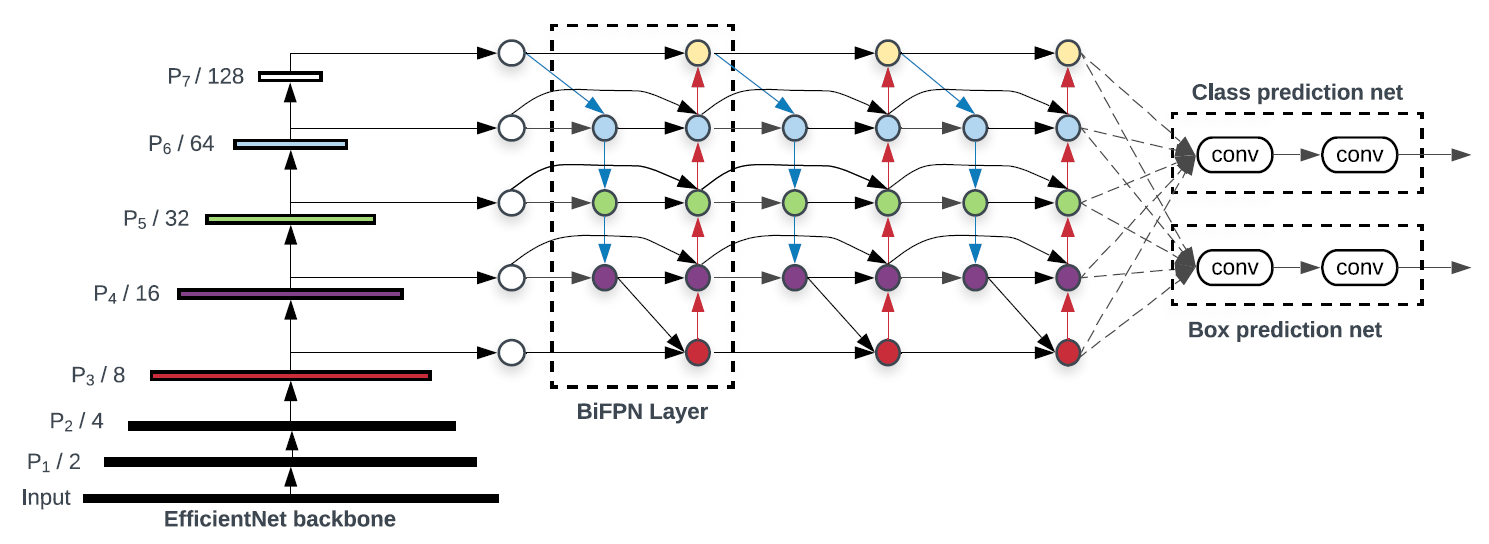 P7 / 128
P6 / 64
P5 / 32
P4 / 16
P3 / 8
P2 / 4
P1 / 2
Input
EfficientNet backbone
BiFPN Layer
Class prediction net
conv conv
conv conv
Box prediction net